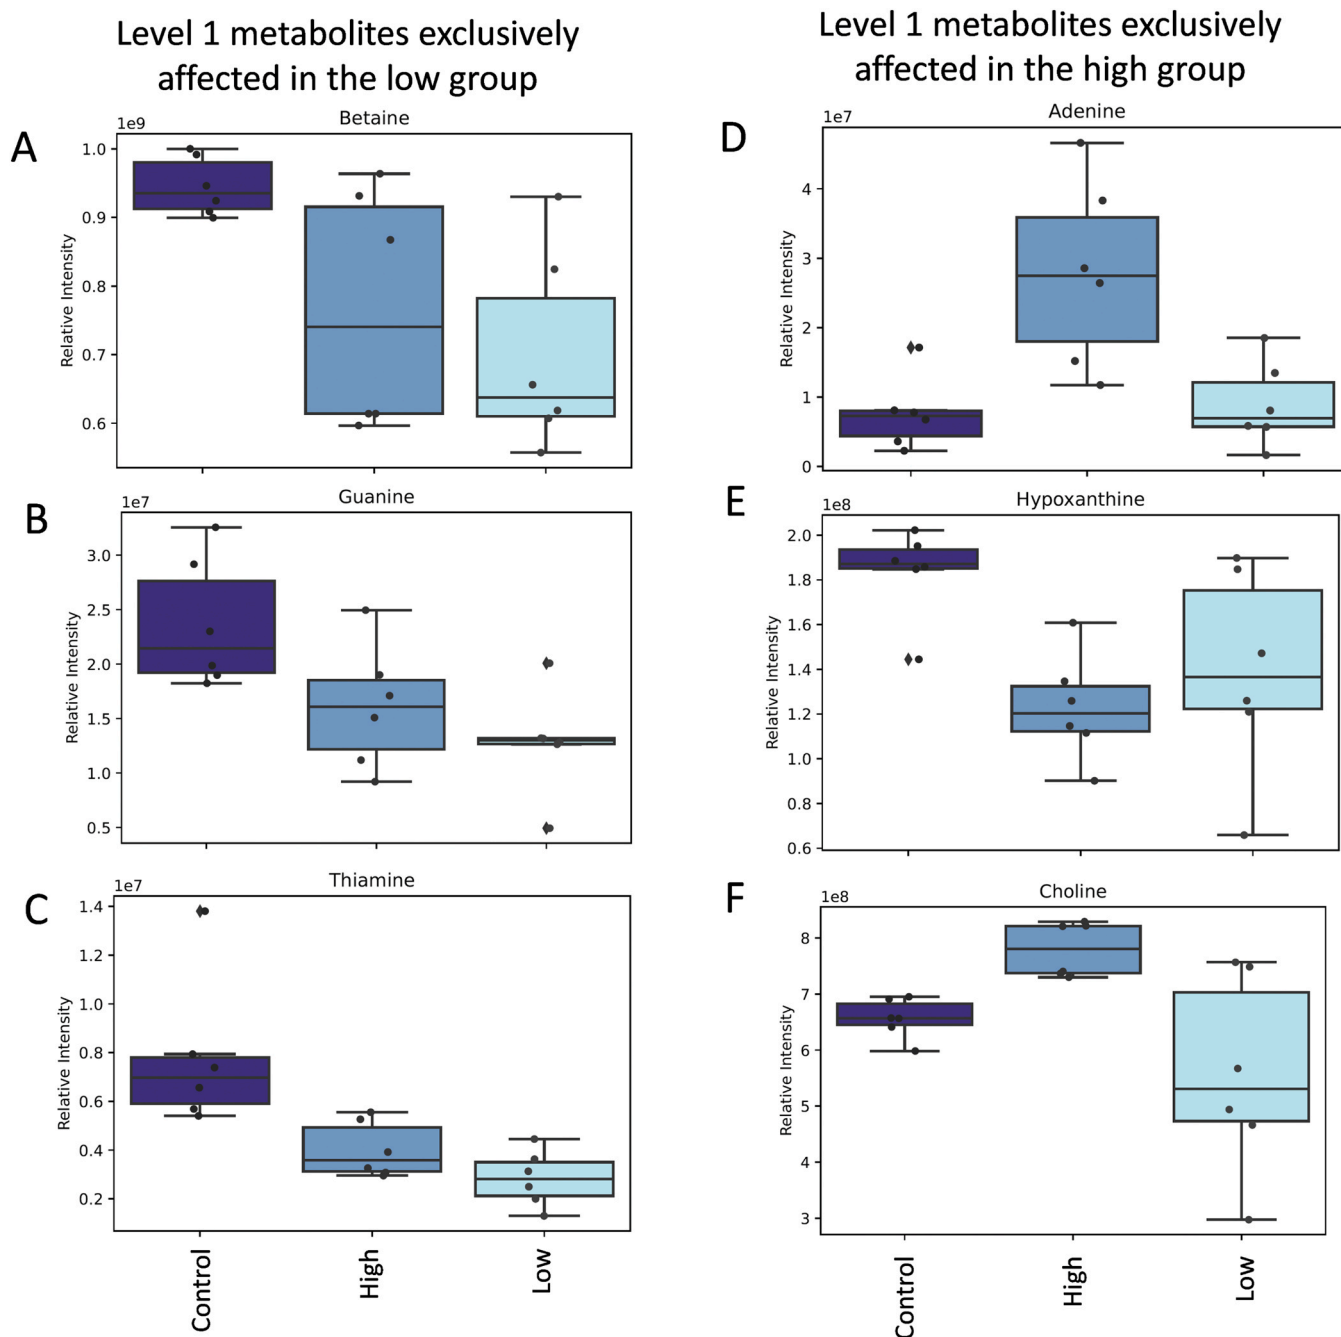 Level 1 metabolites exclusively
affected in the low group
A
1e9
Betaine
1.0
0.9
0.8
0.7
0.6
Relative Intensity
B
1e7
Guanine
3.0
2.5
2.0
1.5
1.0
0.5
Relative Intensity
C
1e7
Thiamine
1.4
1.2
1.0
0.8
0.6
0.4
0.2
Relative Intensity
Control
High
Low
Level 1 metabolites exclusively
affected in the high group
D
1e7
Adenine
4
3
2
1
0
Relative Intensity
E
1e8
Hypoxanthine
2.0
1.8
1.6
1.4
1.2
1.0
0.8
0.6
Relative Intensity
F
1e8
Choline
8
7
6
5
4
3
Relative Intensity
Control
High
Low